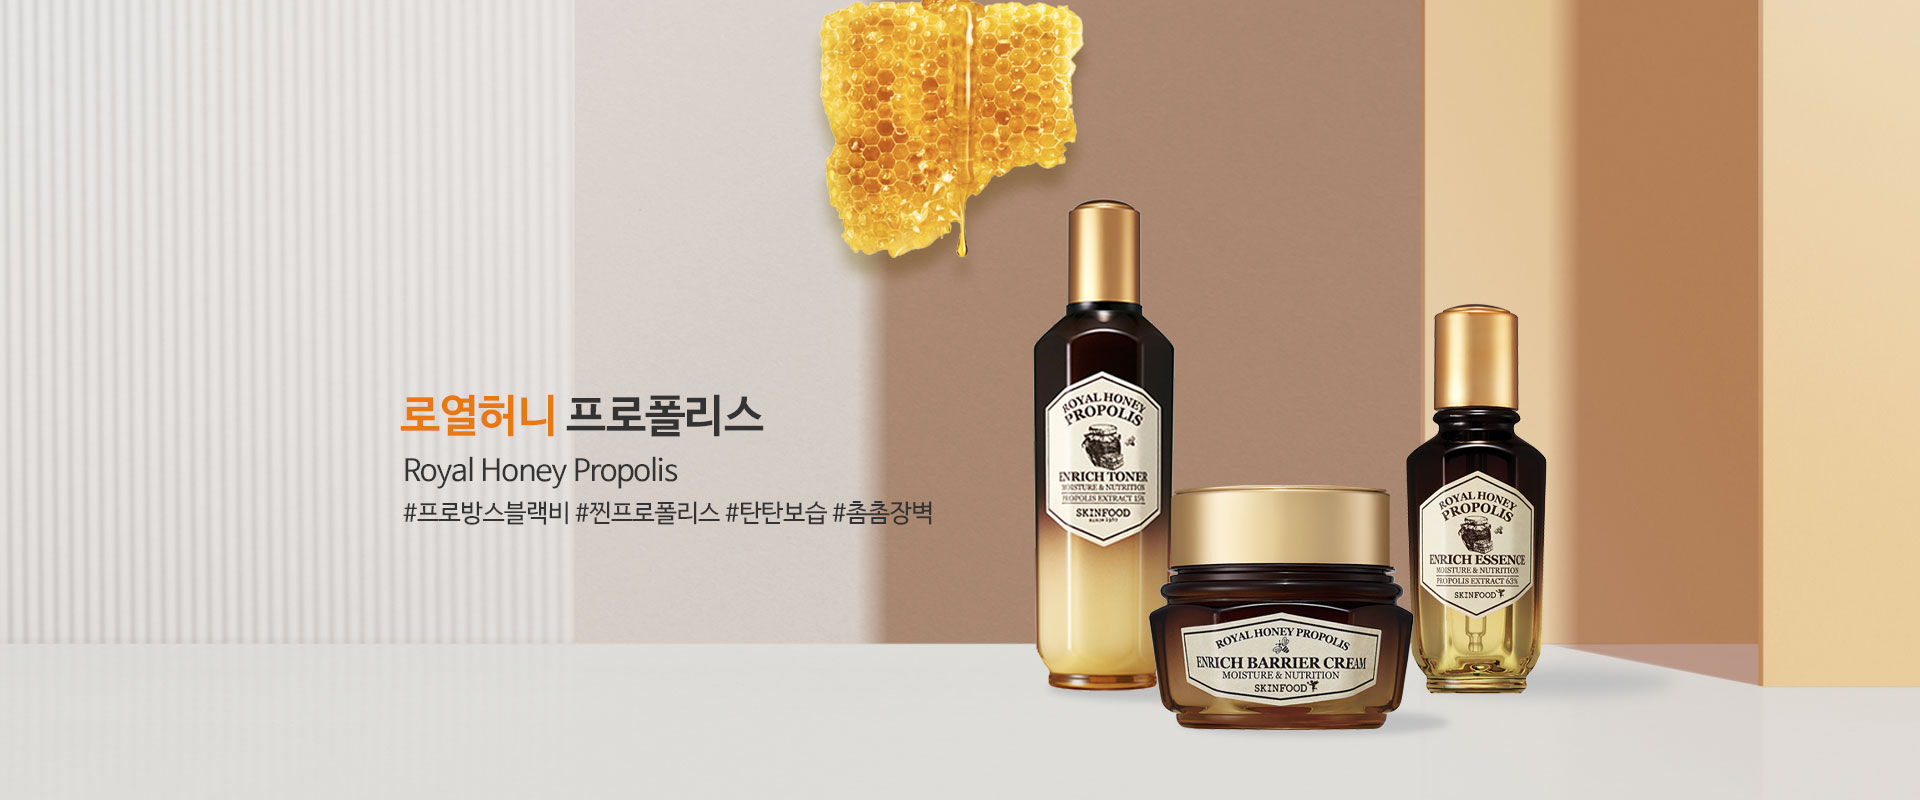 로열허니 프로폴리스
Royal Honey Propolis
#프로방스블랙비 #찐프로폴리스 #탄탄보습 #촘촘장벽
ROYAL HONEY
PROPOLIS
ENRICH TONER
MOISTURE & NUTRITION
PROPOLIS EXTRACT 15%
SKINFOOD
ROYAL HONEY PROPOLIS
ENRICH BARRIER CREAM
MOISTURE & NUTRITION
SKINFOOD
ROYAL HONEY
PROPOLIS
ENRICH ESSENCE
MOISTURE & NUTRITION
PROPOLIS EXTRACT 63%
SKINFOOD